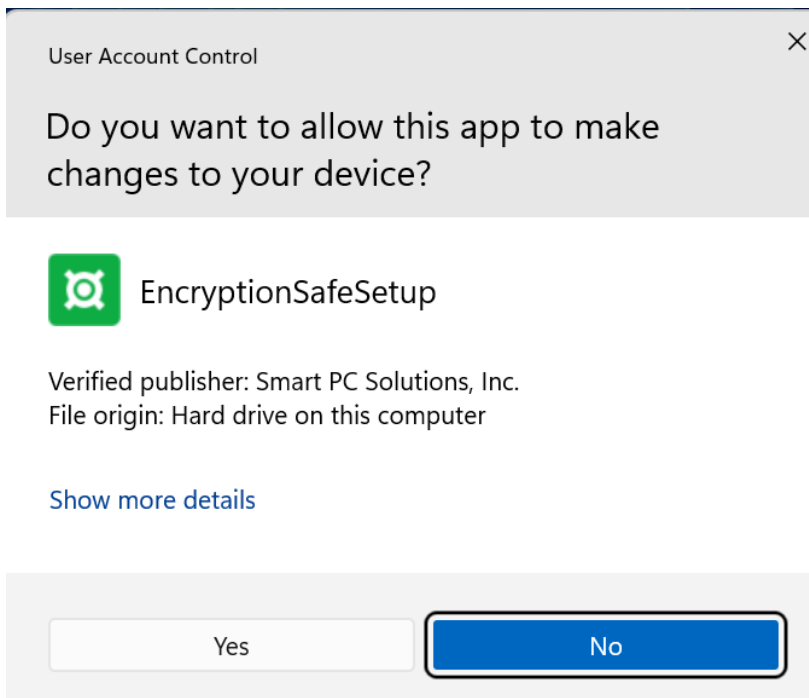 User Account Control
Do you want to allow this app to make
changes to your device?
EncryptionSafeSetup
Verified publisher: Smart PC Solutions, Inc.
File origin: Hard drive on this computer
Show more details
Yes
No